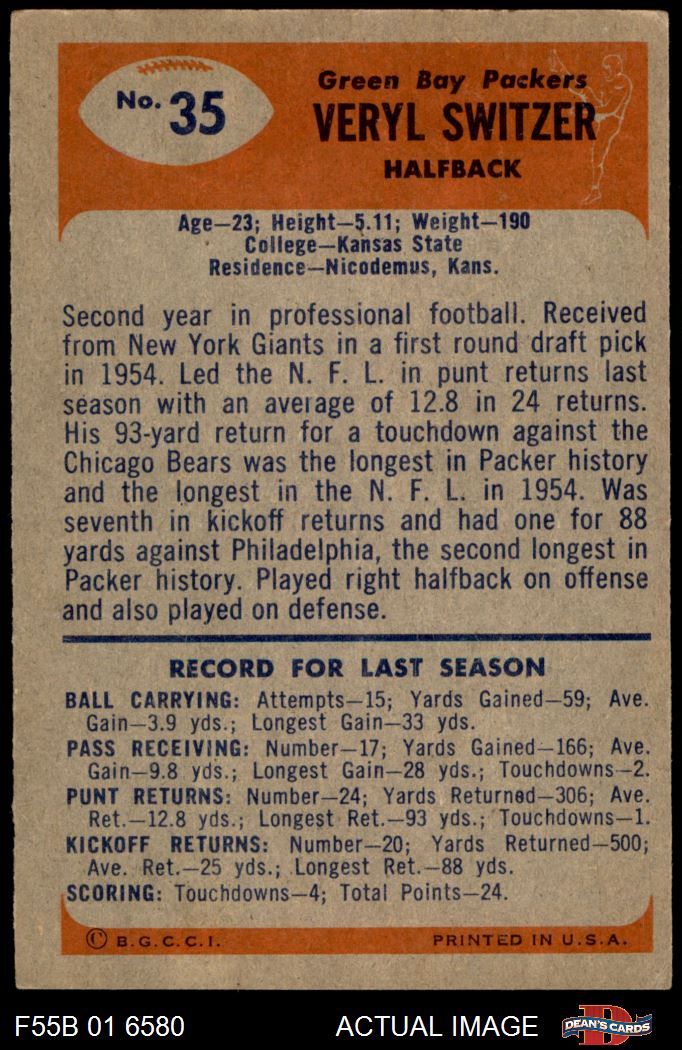 No. 35
Green Bay Packers
VERYL SWITZER
HALFBACK
Age—23; Height—5.11; Weight—190
College—Kansas State
Residence—Nicodemus, Kans.
Second year in professional football. Received
from New York Giants in a first round draft pick
in 1954. Led the N. F. L. in punt returns last
season with an average of 12.8 in 24 returns.
His 93-yard return for a touchdown against the
Chicago Bears was the longest in Packer history
and the longest in the N. F. L. in 1954. Was
seventh in kickoff returns and had one for 88
yards against Philadelphia, the second longest in
Packer history. Played right halfback on offense
and also played on defense.
RECORD FOR LAST SEASON
BALL CARRYING: Attempts—15; Yards Gained—59; Ave.
Gain—3.9 yds.; Longest Gain—33 yds.
PASS RECEIVING: Number—17; Yards Gained—166; Ave.
Gain—9.8 yds.; Longest Gain—28 yds.; Touchdowns—2.
PUNT RETURNS: Number—24; Yards Returned—306; Ave.
Ret.—12.8 yds.; Longest Ret.—93 yds.; Touchdowns—1.
KICKOFF RETURNS: Number—20; Yards Returned—500;
Ave. Ret.—25 yds.; Longest Ret.—88 yds.
SCORING: Touchdowns—4; Total Points—24.
© B.G.C.C.I. PRINTED IN U.S.A.
F55B 01 6580 ACTUAL IMAGE D DEAN'S CARDS